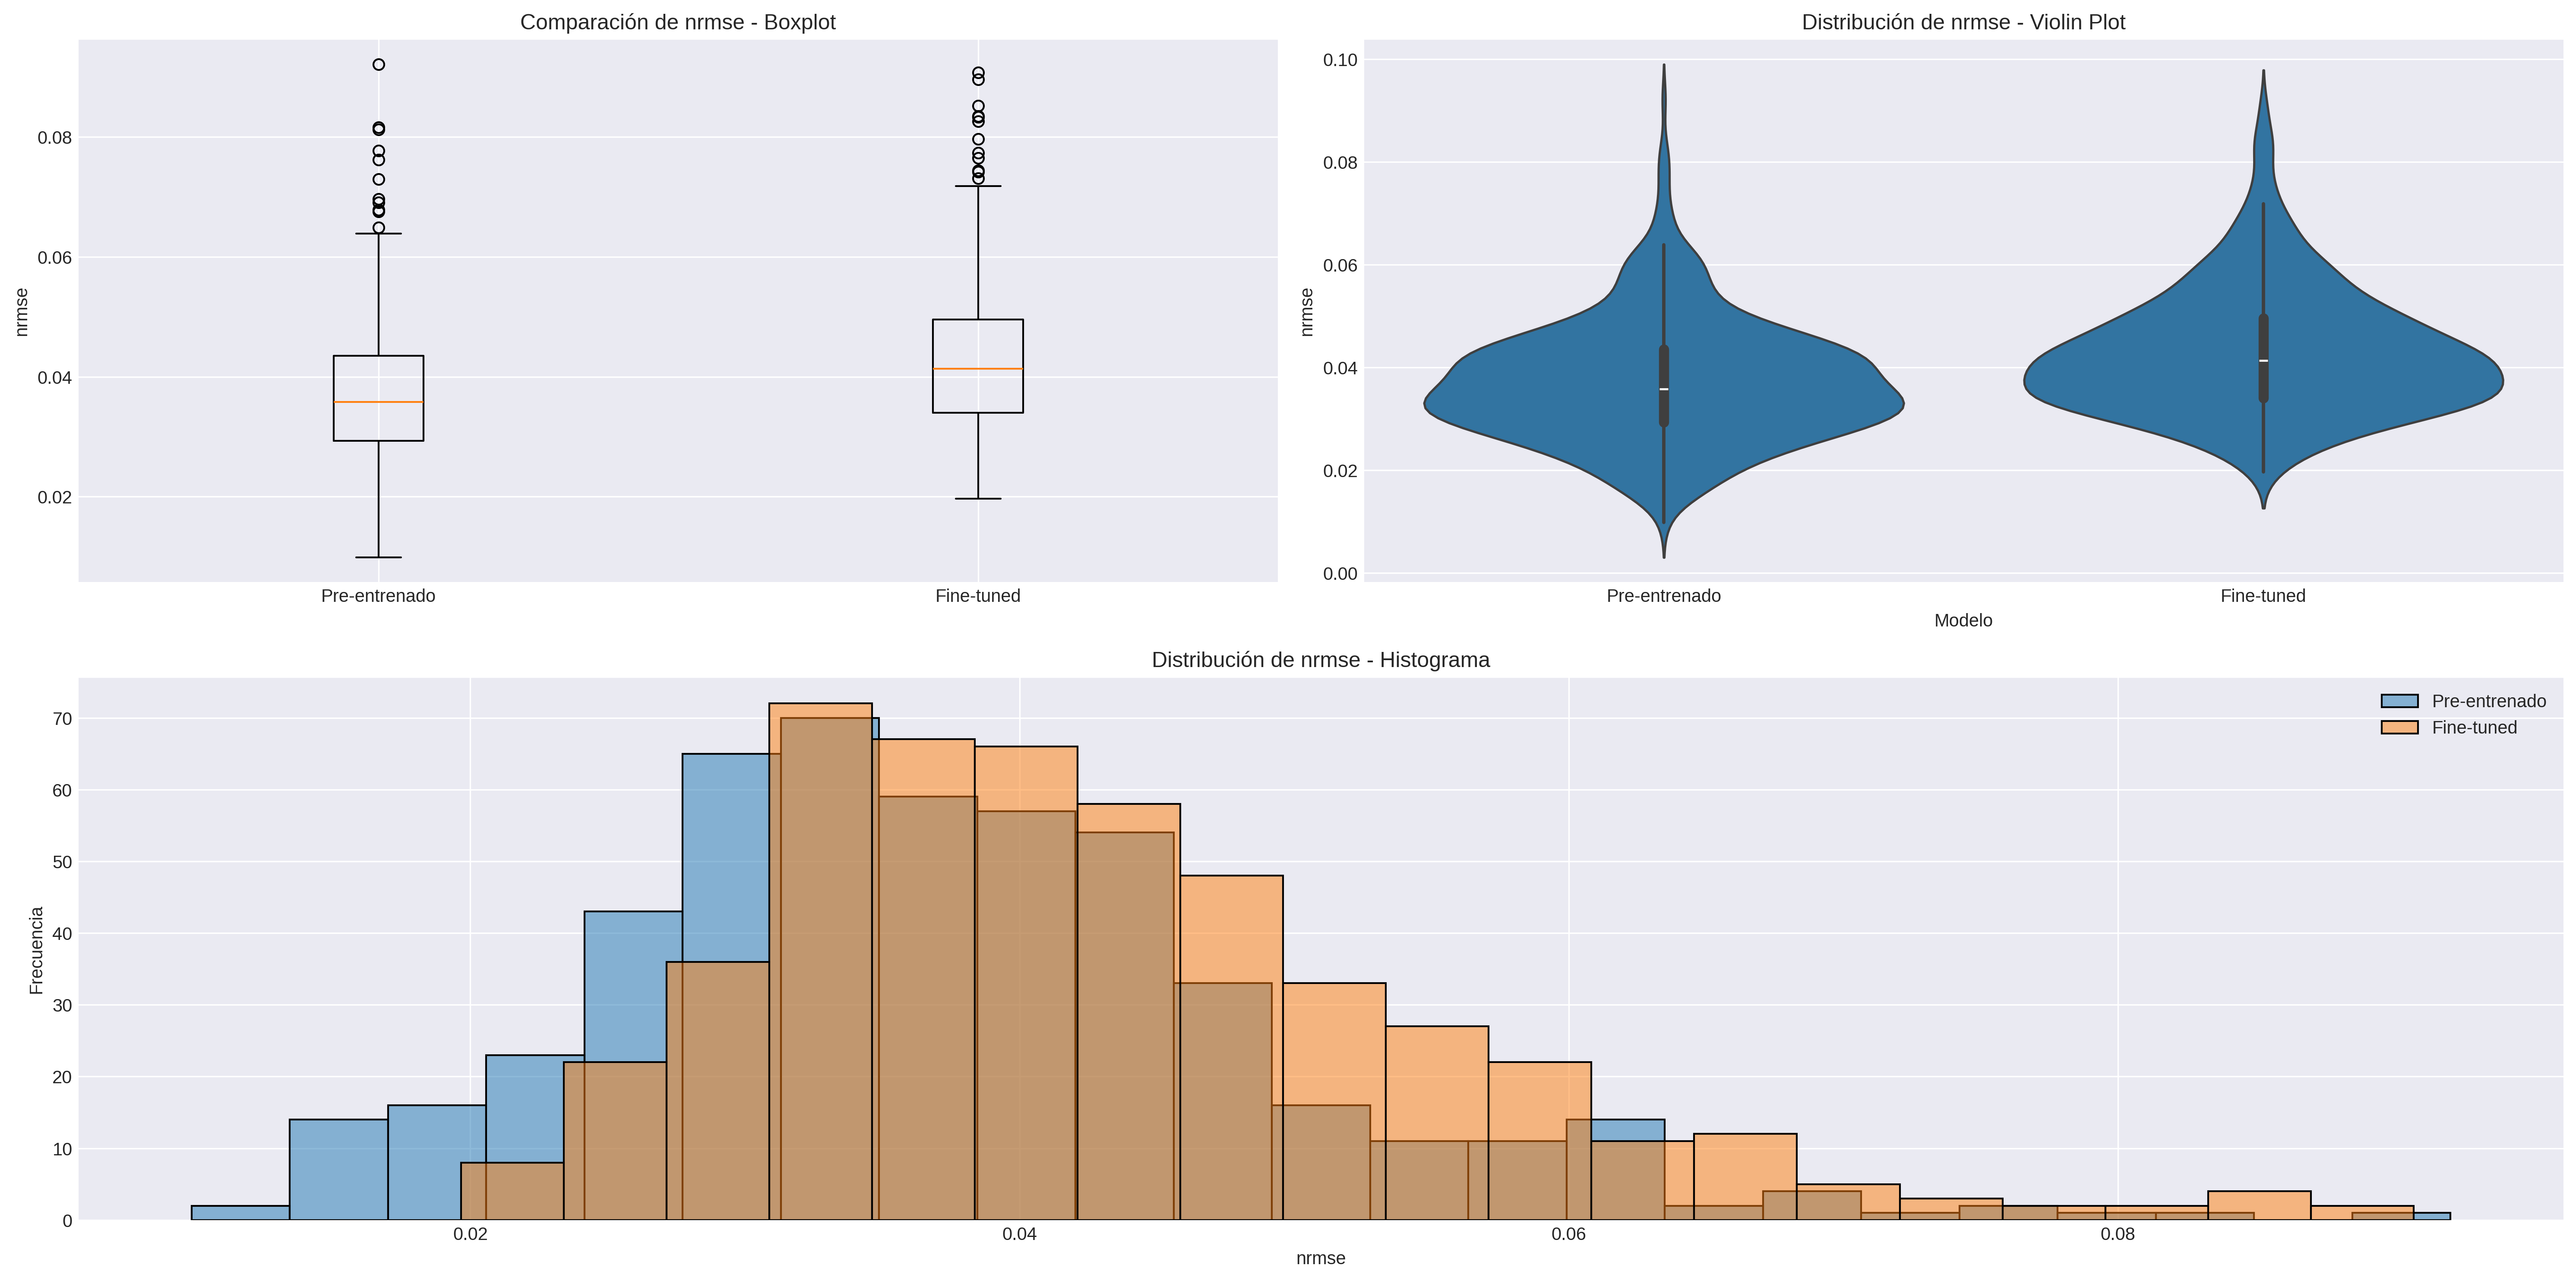 Comparación de nrmse - Boxplot
nrmse
0.08
0.06
0.04
0.02
Pre-entrenado
Fine-tuned
Distribución de nrmse - Violin Plot
nrmse
0.10
0.08
0.06
0.04
0.02
0.00
Pre-entrenado
Fine-tuned
Modelo
Distribución de nrmse - Histograma
Frecuencia
70
60
50
40
30
20
10
0
0.02
0.04
0.06
0.08
nrmse
Pre-entrenado
Fine-tuned